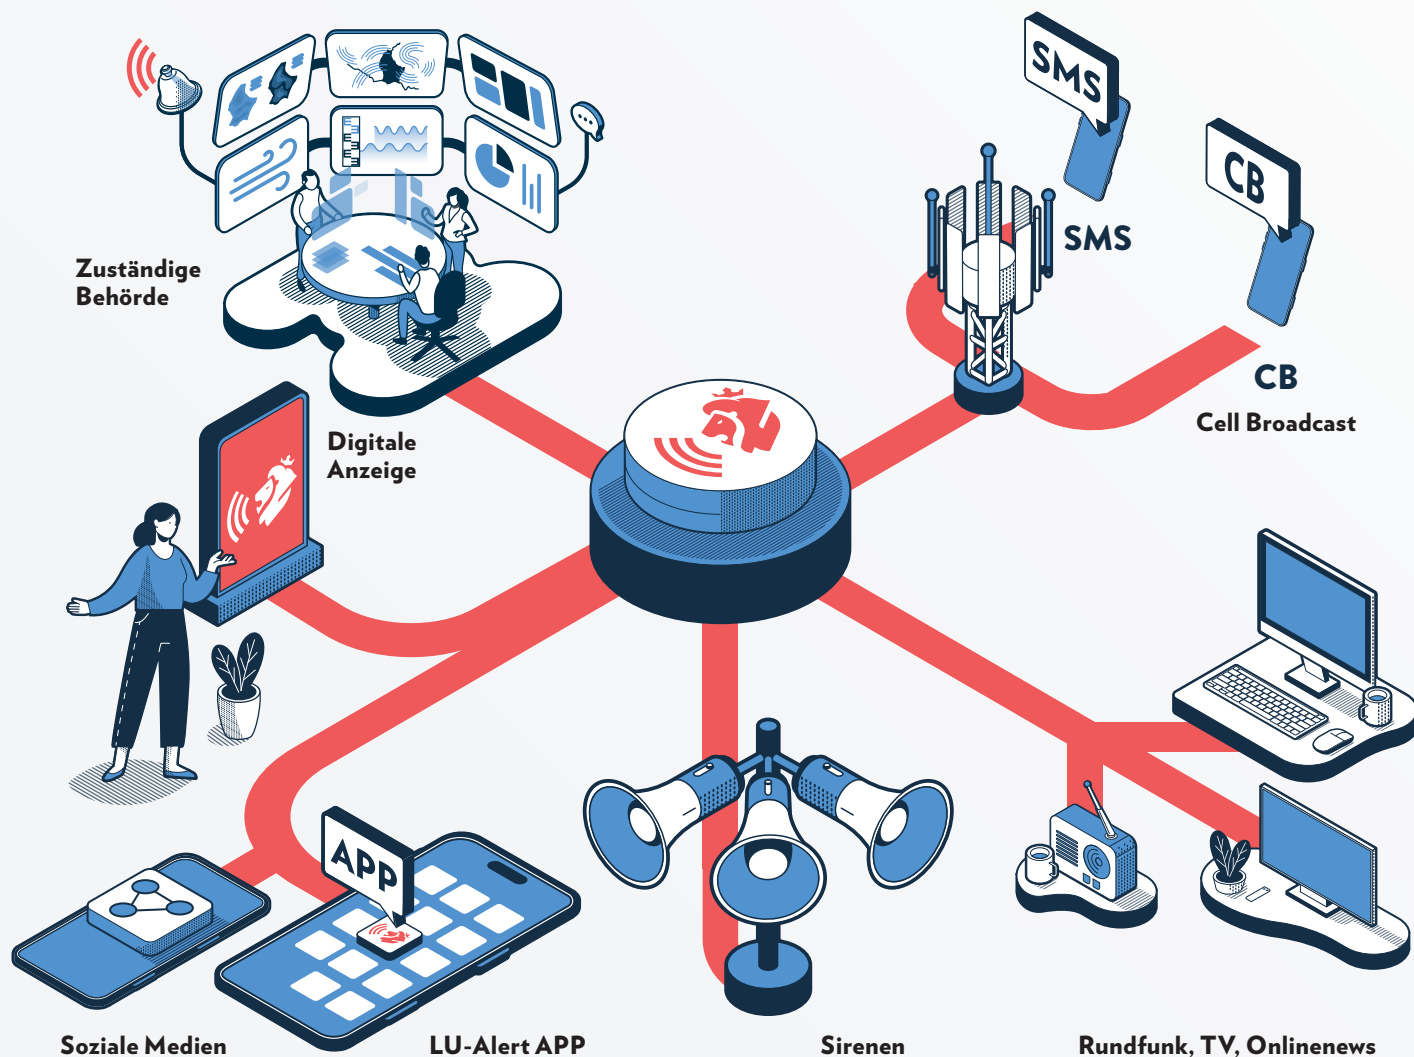 SMS
CB
SMS
Zuständige
Behörde
CB
Cell Broadcast
Digitale
Anzeige
APP
Soziale Medien
LU-Alert APP
Sirenen
Rundfunk, TV, Onlinenews